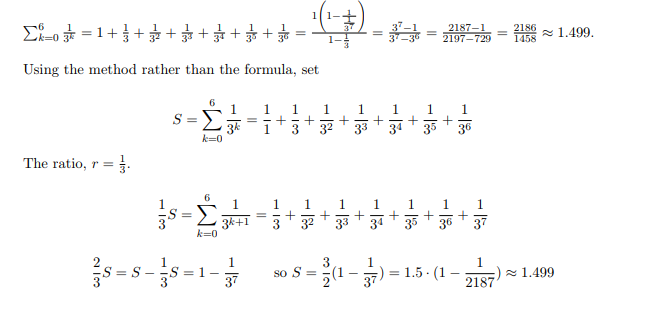 $\sum_{k=0}^{6} \frac{1}{3^k} = 1 + \frac{1}{3} + \frac{1}{3^2} + \frac{1}{3^3} + \frac{1}{3^4} + \frac{1}{3^5} + \frac{1}{3^6} = \frac{1\left(1-\frac{1}{3^7}\right)}{1-\frac{1}{3}} = \frac{3^7-1}{3^7-3^6} = \frac{2187-1}{2197-729} = \frac{2186}{1458} \approx 1.499.$
Using the method rather than the formula, set
$S = \sum_{k=0}^{6} \frac{1}{3^k} = \frac{1}{1} + \frac{1}{3} + \frac{1}{3^2} + \frac{1}{3^3} + \frac{1}{3^4} + \frac{1}{3^5} + \frac{1}{3^6}$
The ratio, $r = \frac{1}{3}$.
$\frac{1}{3}S = \sum_{k=0}^{6} \frac{1}{3^{k+1}} = \frac{1}{3} + \frac{1}{3^2} + \frac{1}{3^3} + \frac{1}{3^4} + \frac{1}{3^5} + \frac{1}{3^6} + \frac{1}{3^7}$
$\frac{2}{3}S = S - \frac{1}{3}S = 1 - \frac{1}{3^7}$ so $S = \frac{3}{2}(1 - \frac{1}{3^7}) = 1.5 \cdot (1 - \frac{1}{2187}) \approx 1.499$